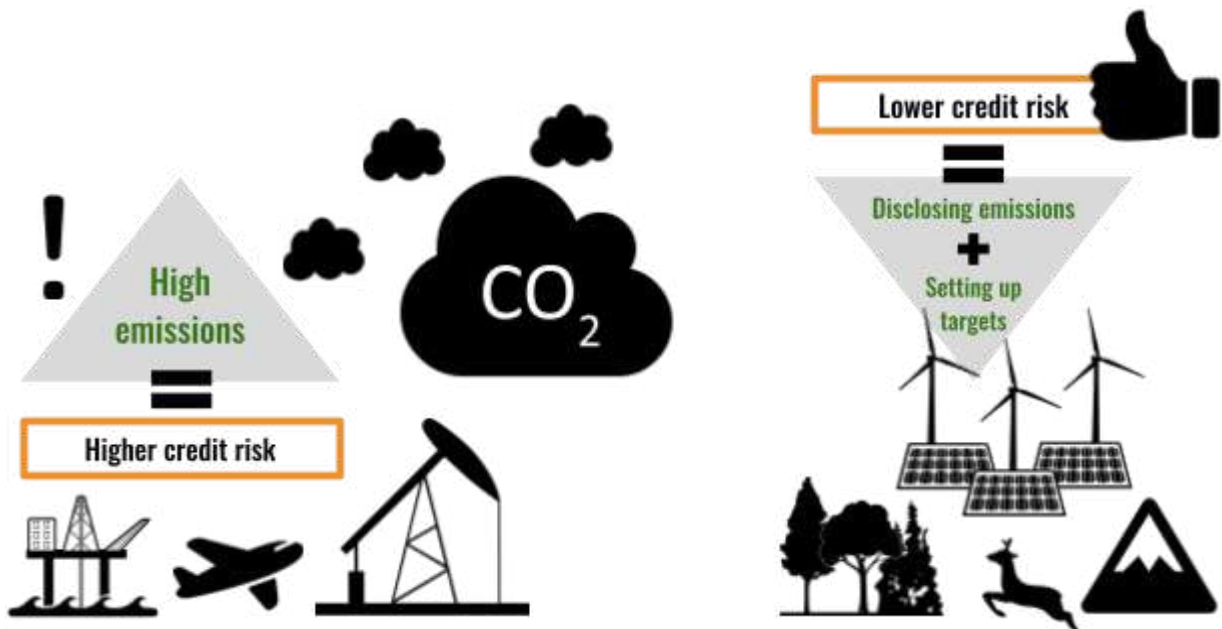 High
emissions
Higher credit risk
CO2
Lower credit risk
Disclosing emissions
+
Setting up
targets